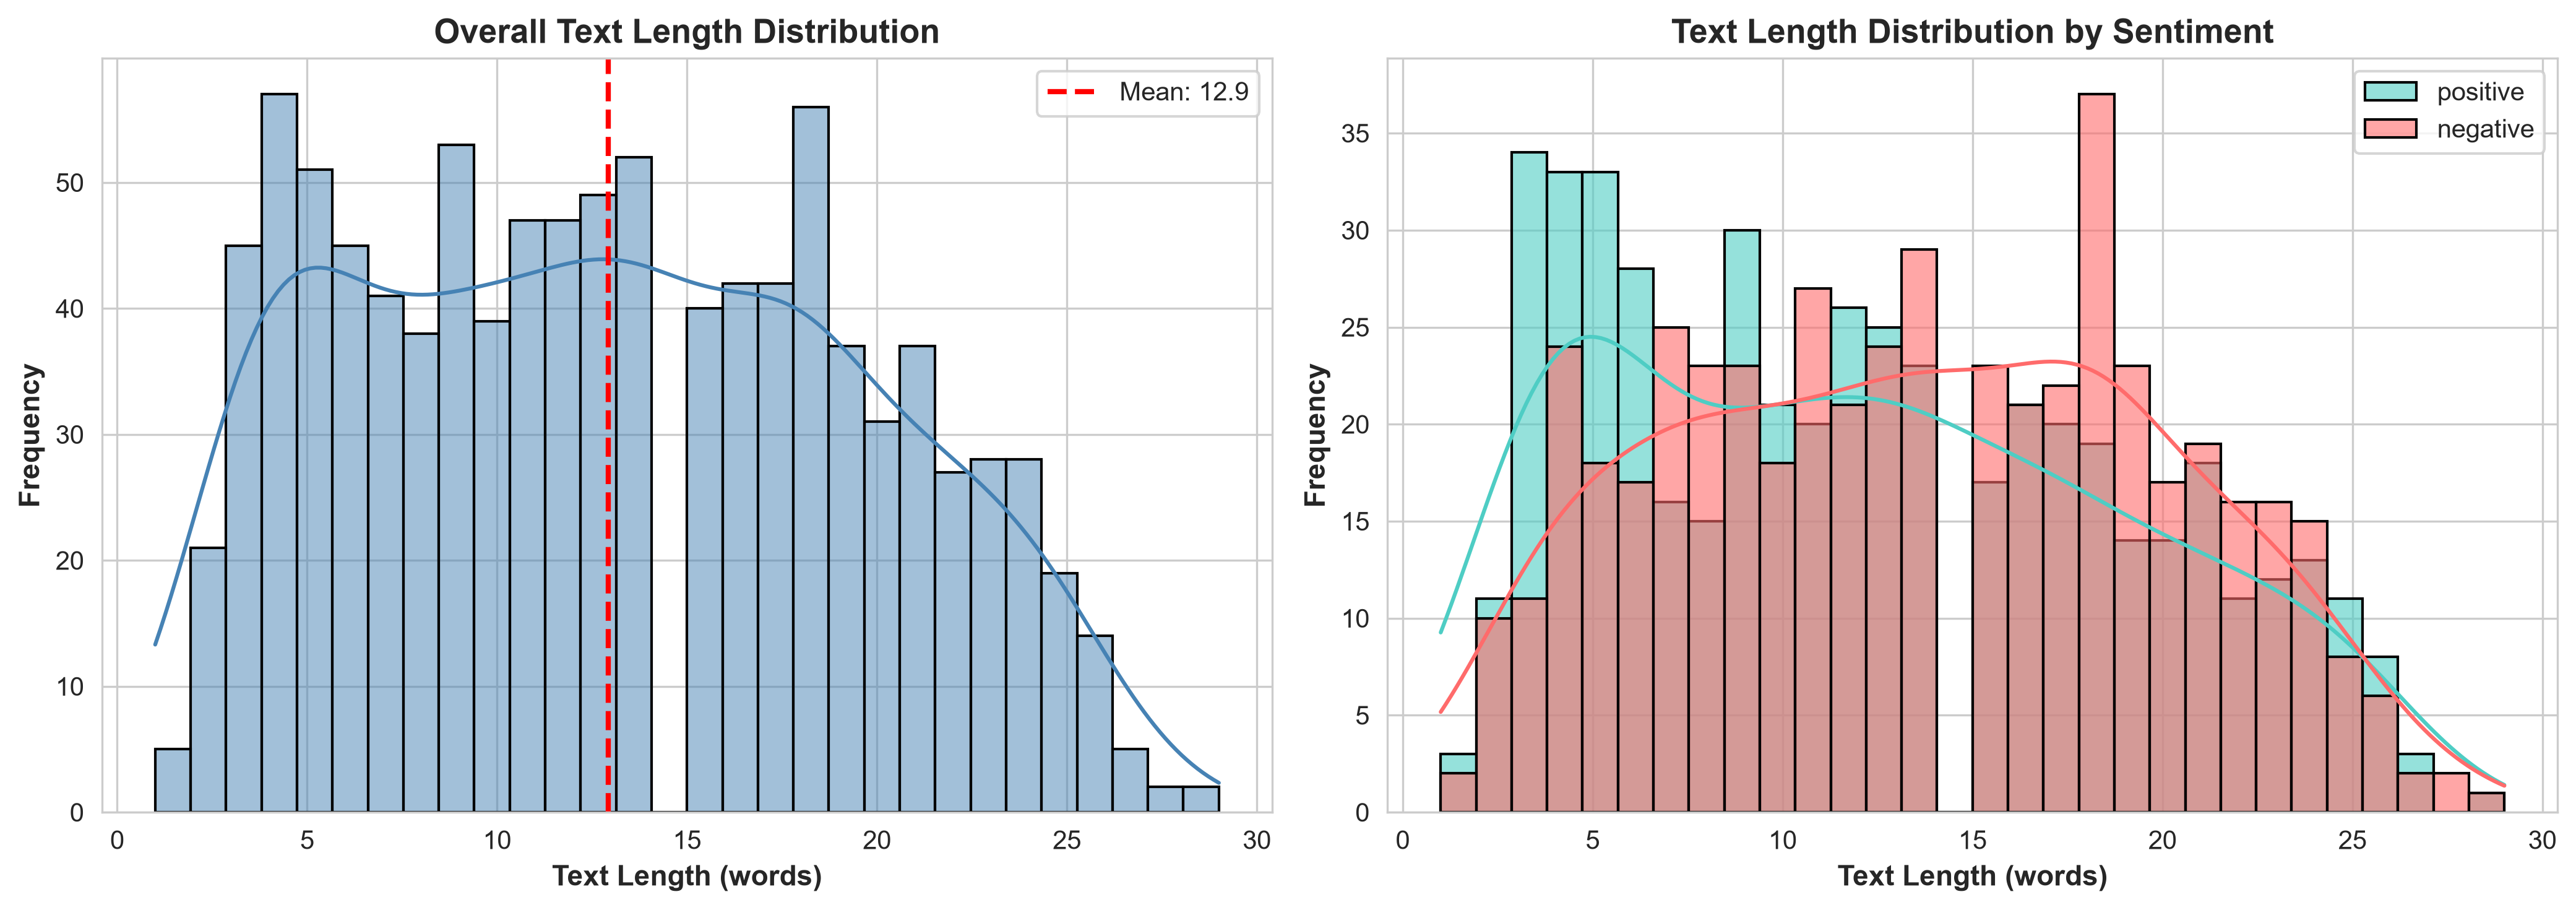 Overall Text Length Distribution
Mean: 12.9
Frequency
50
40
30
20
10
0
0 5 10 15 20 25 30
Text Length (words)
Text Length Distribution by Sentiment
positive
negative
Frequency
35
30
25
20
15
10
5
0
0 5 10 15 20 25 30
Text Length (words)